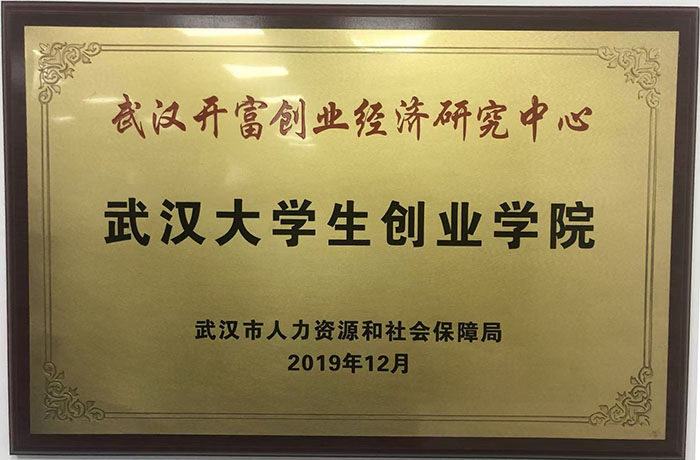 武汉开富创业经济研究中心
武汉大学生创业学院
武汉市人力资源和社会保障局
2019年12月